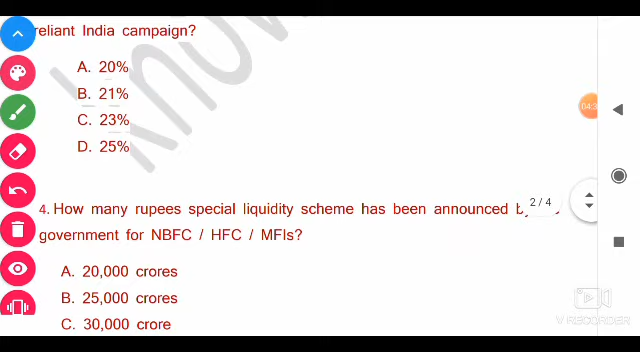 reliant India campaign?
A. 20%
B. 21%
C. 23%
D. 25%
4. How many rupees special liquidity scheme has been announced
government for NBFC / HFC / MFIs?
A. 20,000 crores
B. 25,000 crores
C. 30,000 crore
2/4
V RECORDER
know